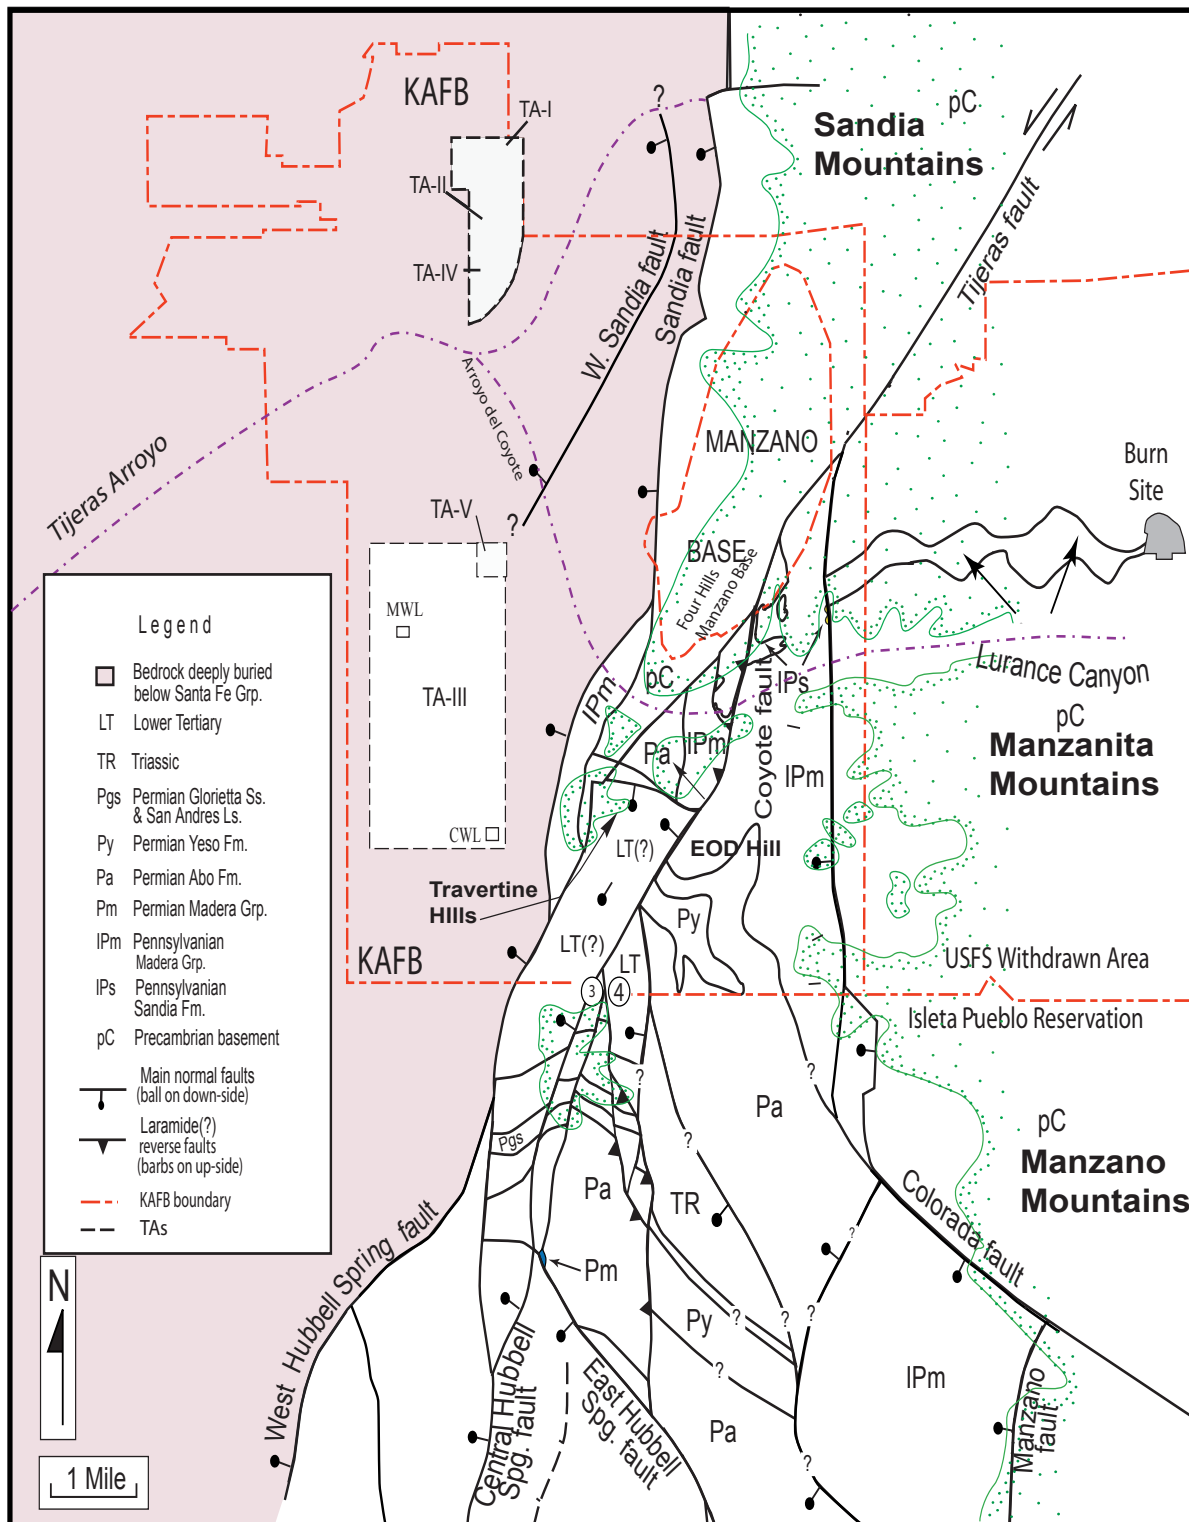 KAFB
TA-I
TA-II
TA-IV
?
Sandia
Mountains
pC
Tijeras fault
W. Sandia fault
Sandia fault
Tijeras Arroyo
Arroyo del Coyote
?
TA-V
MANZANO
BASE
Four Hills
Manzano Base
Burn
Site
Legend
Bedrock deeply buried
below Santa Fe Grp.
LT Lower Tertiary
TR Triassic
Pgs Permian Glorietta Ss.
& San Andres Ls.
Py Permian Yeso Fm.
Pa Permian Abo Fm.
Pm Permian Madera Grp.
IPm Pennsylvanian
Madera Grp.
IPs Pennsylvanian
Sandia Fm.
pC Precambrian basement
Main normal faults
(ball on down-side)
Laramide(?)
reverse faults
(barbs on up-side)
KAFB boundary
TAs
N
1 Mile
MWL
TA-III
CWL
IPm
pC
IPs
Lurance Canyon
pC
Manzanita
Mountains
Pa
IPm
Coyote fault
IPm
LT(?)
EOD Hill
Travertine
HIlls
Py
LT(?)
LT
KAFB
3
4
USFS Withdrawn Area
Isleta Pueblo Reservation
?
?
?
Pa
pC
Manzano
Mountains
Pgs
Pa
TR
Colorada fault
?
West Hubbell Spring fault
Pm
?
?
?
Py
?
?
IPm
Central Hubbell
Spg. fault
East Hubbell
Spg. fault
Pa
?
?
Manzano
fault